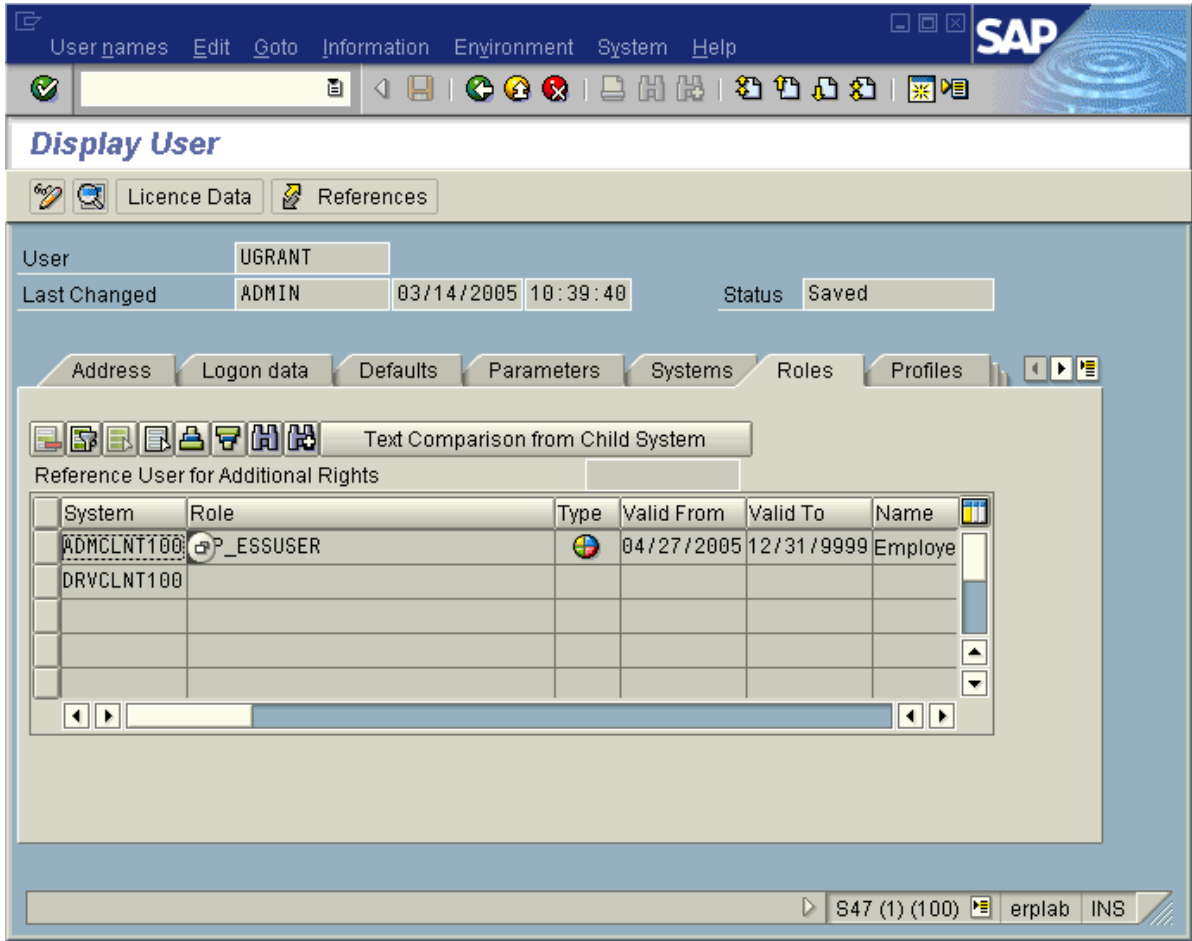 User names Edit Goto Information Environment System Help
SAP
Display User
Licence Data References
User UGRANT
Last Changed ADMIN 03/14/2005 10:39:40 Status Saved
Address Logon data Defaults Parameters Systems Roles Profiles
Text Comparison from Child System
Reference User for Additional Rights
System Role Type Valid From Valid To Name
ADMCLNT100 P_ESSUSER 04/27/2005 12/31/9999 Employe
DRVCLNT100
S47 (1) (100) erplab INS